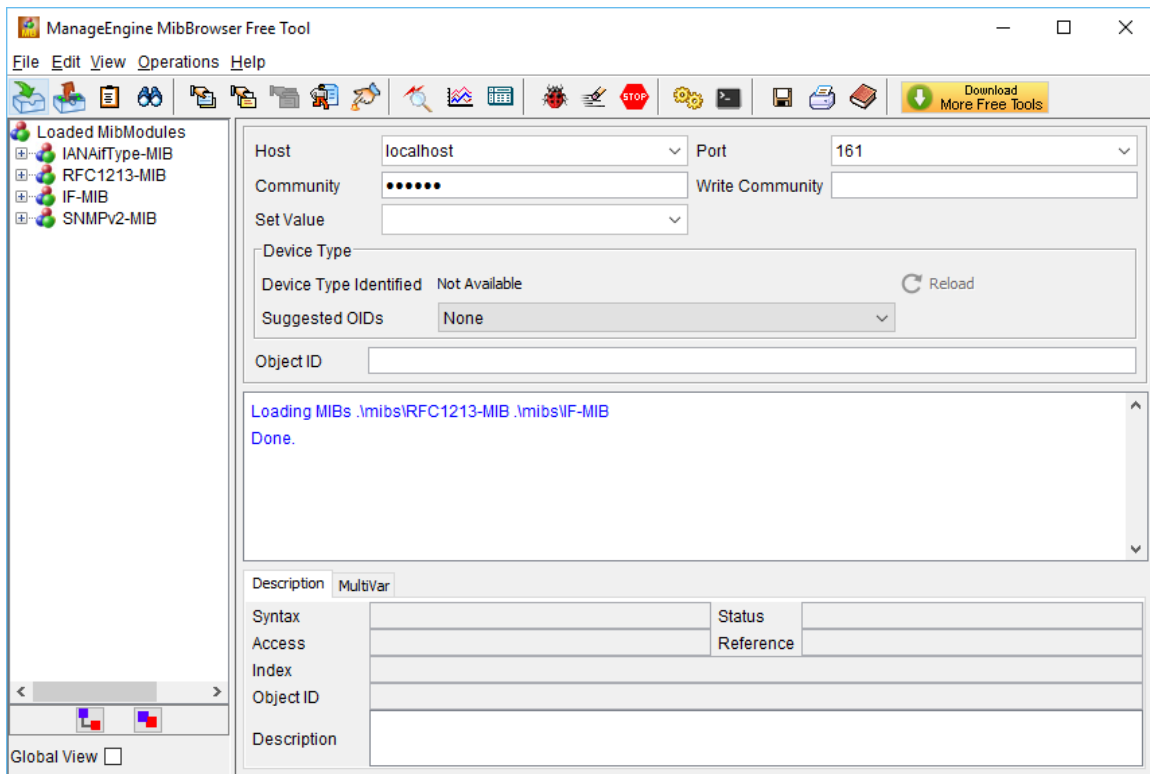 ManageEngine MibBrowser Free Tool
File Edit View Operations Help
STOP
Download
More Free Tools
Loaded MibModules
IANAifType-MIB
RFC1213-MIB
IF-MIB
SNMPv2-MIB
Global View
Host localhost Port 161
Community •••••• Write Community
Set Value
Device Type
Device Type Identified Not Available Reload
Suggested OIDs None
Object ID
Loading MIBs .\mibs\RFC1213-MIB .\mibs\IF-MIB
Done.
Description MultiVar
Syntax Status
Access Reference
Index
Object ID
Description